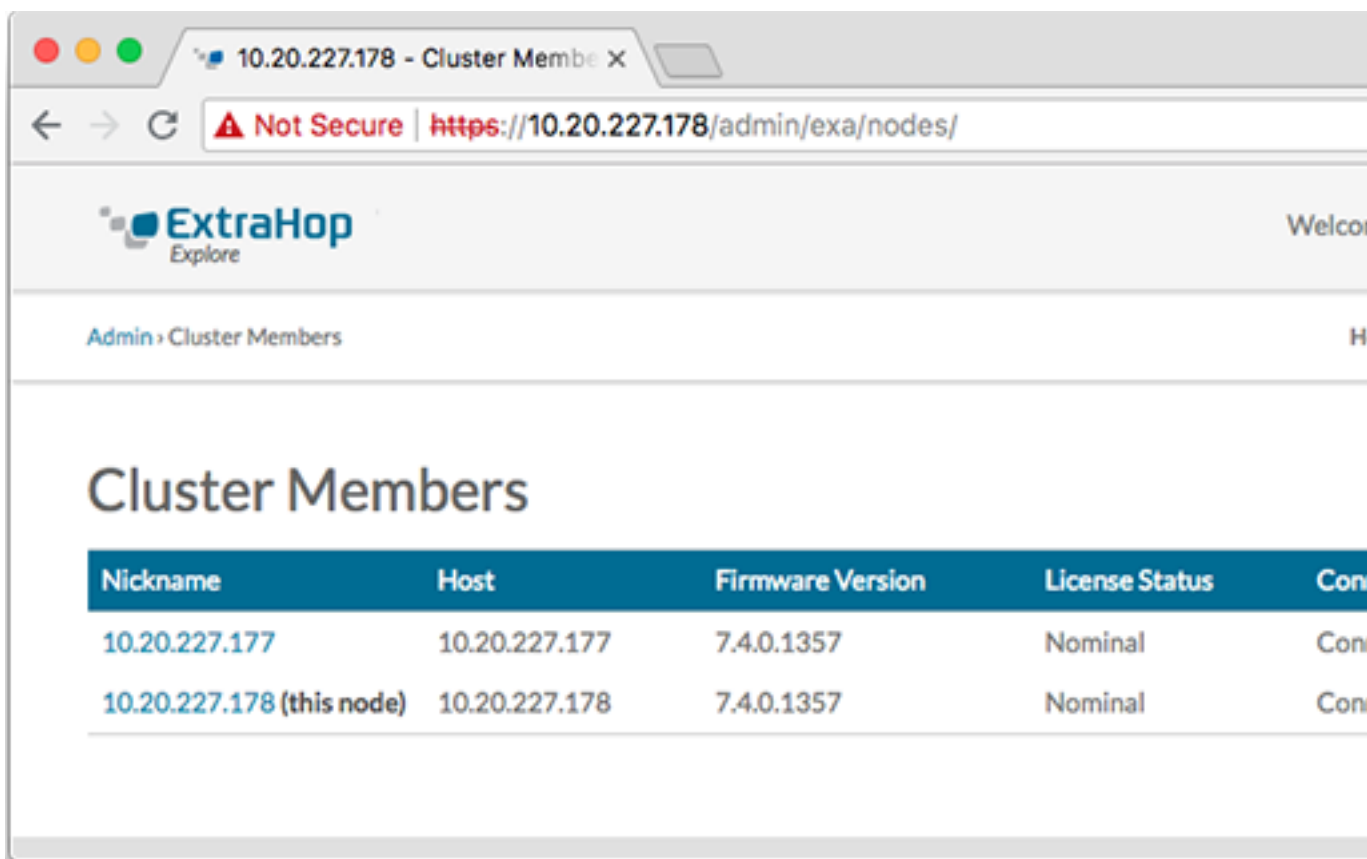 10.20.227.178 - Cluster Membe
Not Secure | https://10.20.227.178/admin/exa/nodes/
ExtraHop
Explore
Welcom
Admin › Cluster Members
H
Cluster Members
Nickname Host Firmware Version License Status Con
10.20.227.177 10.20.227.177 7.4.0.1357 Nominal Con
10.20.227.178 (this node) 10.20.227.178 7.4.0.1357 Nominal Con